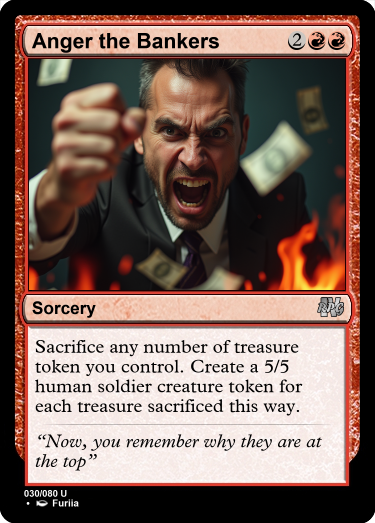 Anger the Bankers 2
Sorcery
Sacrifice any number of treasure
token you control. Create a 5/5
human soldier creature token for
each treasure sacrificed this way.
“Now, you remember why they are at
the top”
030/080 U
• Furiia